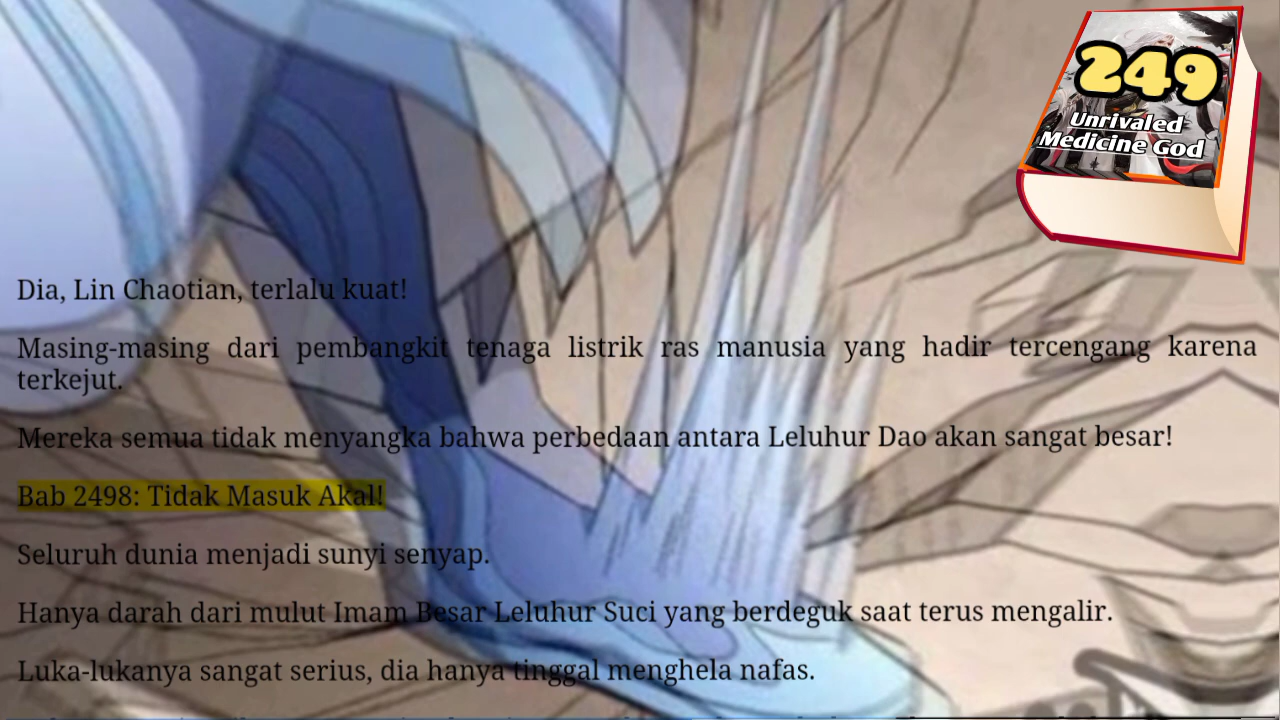 249
Unrivaled
Medicine God
Dia, Lin Chaotian, terlalu kuat!
Masing-masing dari pembangkit tenaga listrik ras manusia yang hadir tercengang karena
terkejut.
Mereka semua tidak menyangka bahwa perbedaan antara Leluhur Dao akan sangat besar!
Bab 2498: Tidak Masuk Akal!
Seluruh dunia menjadi sunyi senyap.
Hanya darah dari mulut Imam Besar Leluhur Suci yang berdeguk saat terus mengalir.
Luka-lukanya sangat serius, dia hanya tinggal menghela nafas.